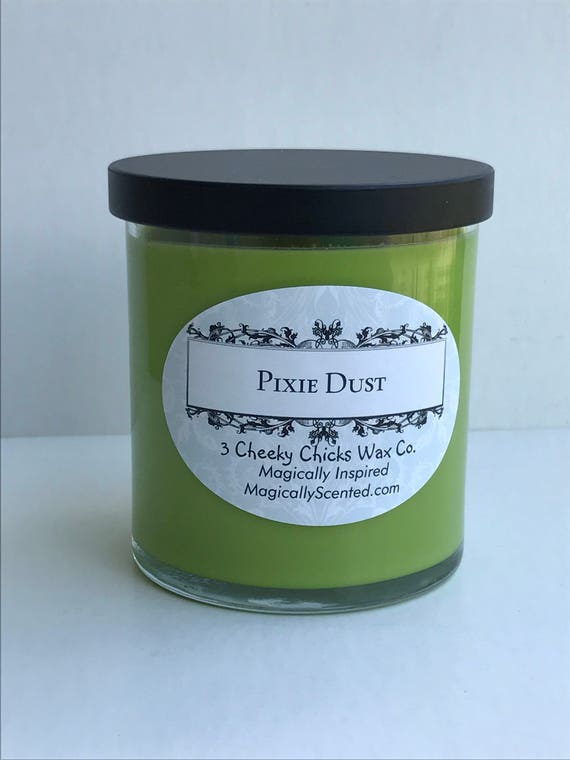 Pixie Dust
3 Cheeky Chicks Wax Co.
Magically Inspired
MagicallyScented.com